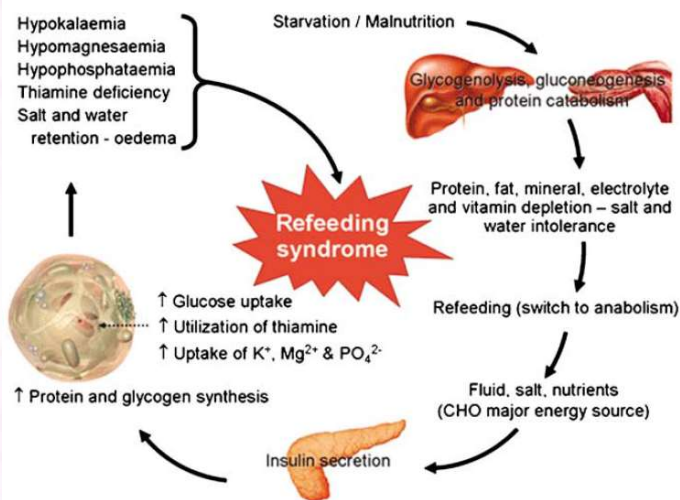 Hypokalaemia
Hypomagnesaemia
Hypophosphataemia
Thiamine deficiency
Salt and water
retention - oedema
Starvation / Malnutrition
Glycogenolysis, gluconeogenesis
and protein catabolism
Protein, fat, mineral, electrolyte
and vitamin depletion – salt and
water intolerance
Refeeding (switch to anabolism)
Fluid, salt, nutrients
(CHO major energy source)
Insulin secretion
↑ Protein and glycogen synthesis
↑ Glucose uptake
↑ Utilization of thiamine
↑ Uptake of K⁺, Mg²⁺ & PO₄²⁻
Refeeding
syndrome